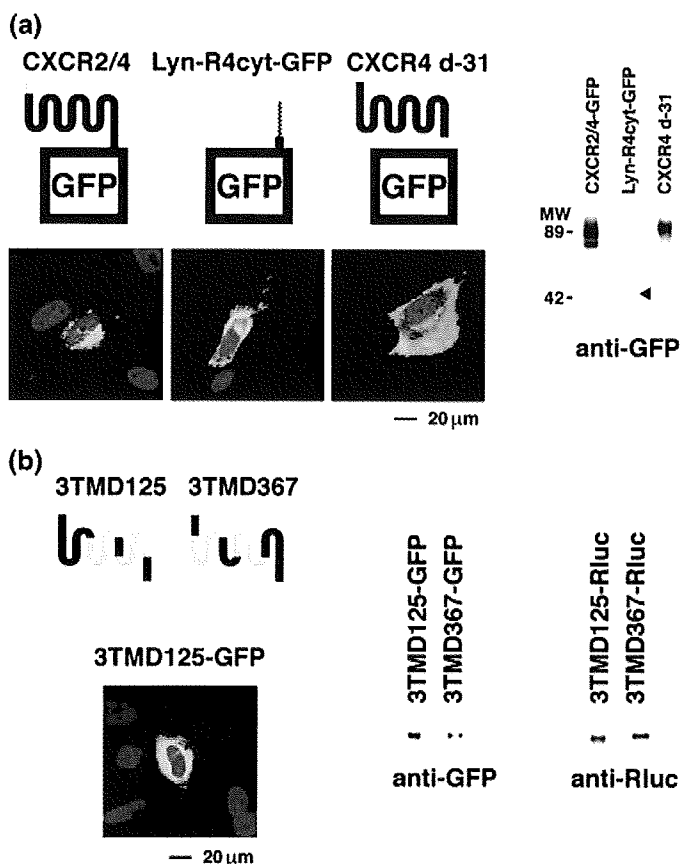 (a)
CXCR2/4 Lyn-R4cyt-GFP CXCR4 d-31
GFP GFP GFP
20 µm
CXCR2/4-GFP
Lyn-R4cyt-GFP
CXCR4 d-31
MW
89
42
anti-GFP
(b)
3TMD125 3TMD367
3TMD125-GFP
20 µm
3TMD125-GFP
3TMD367-GFP
anti-GFP
3TMD125-Rluc
3TMD367-Rluc
anti-Rluc